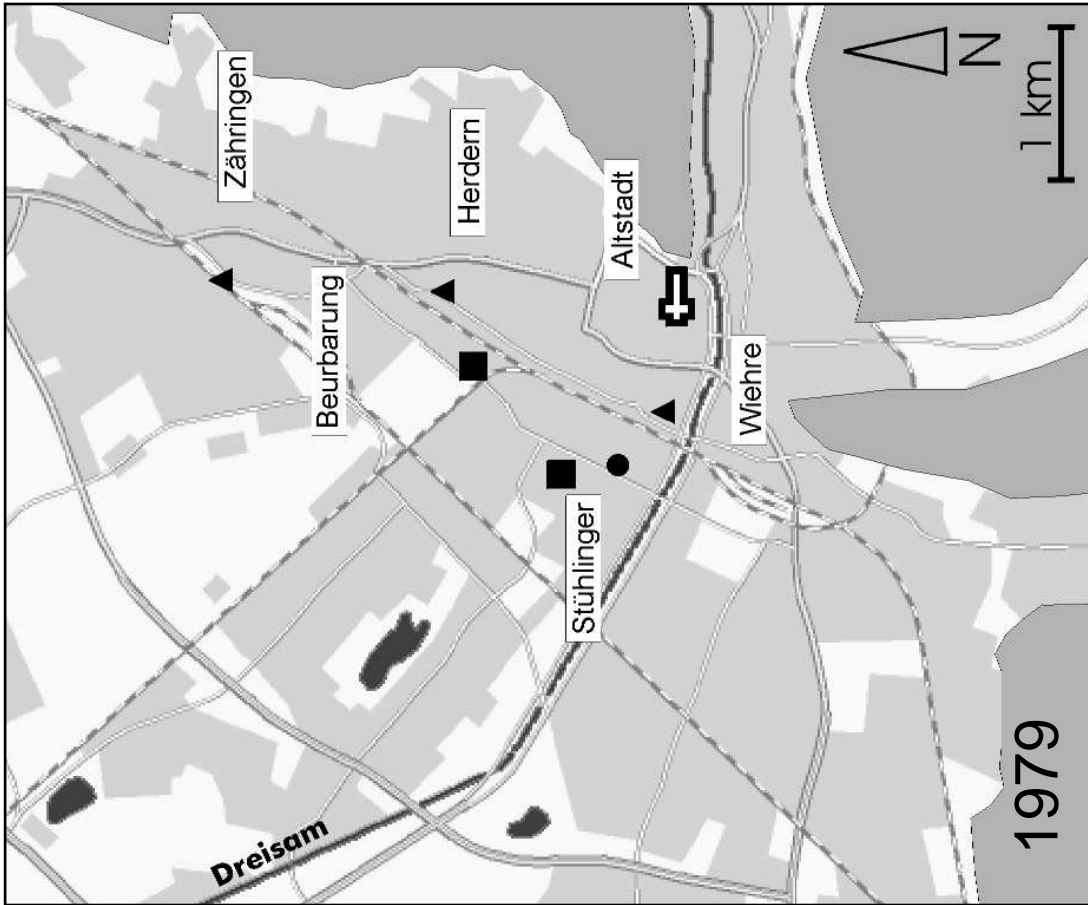 Zähringen
Herdern
Beurbarung
Altstadt
Wiehre
Stühlinger
Dreisam
N
1 km
1979